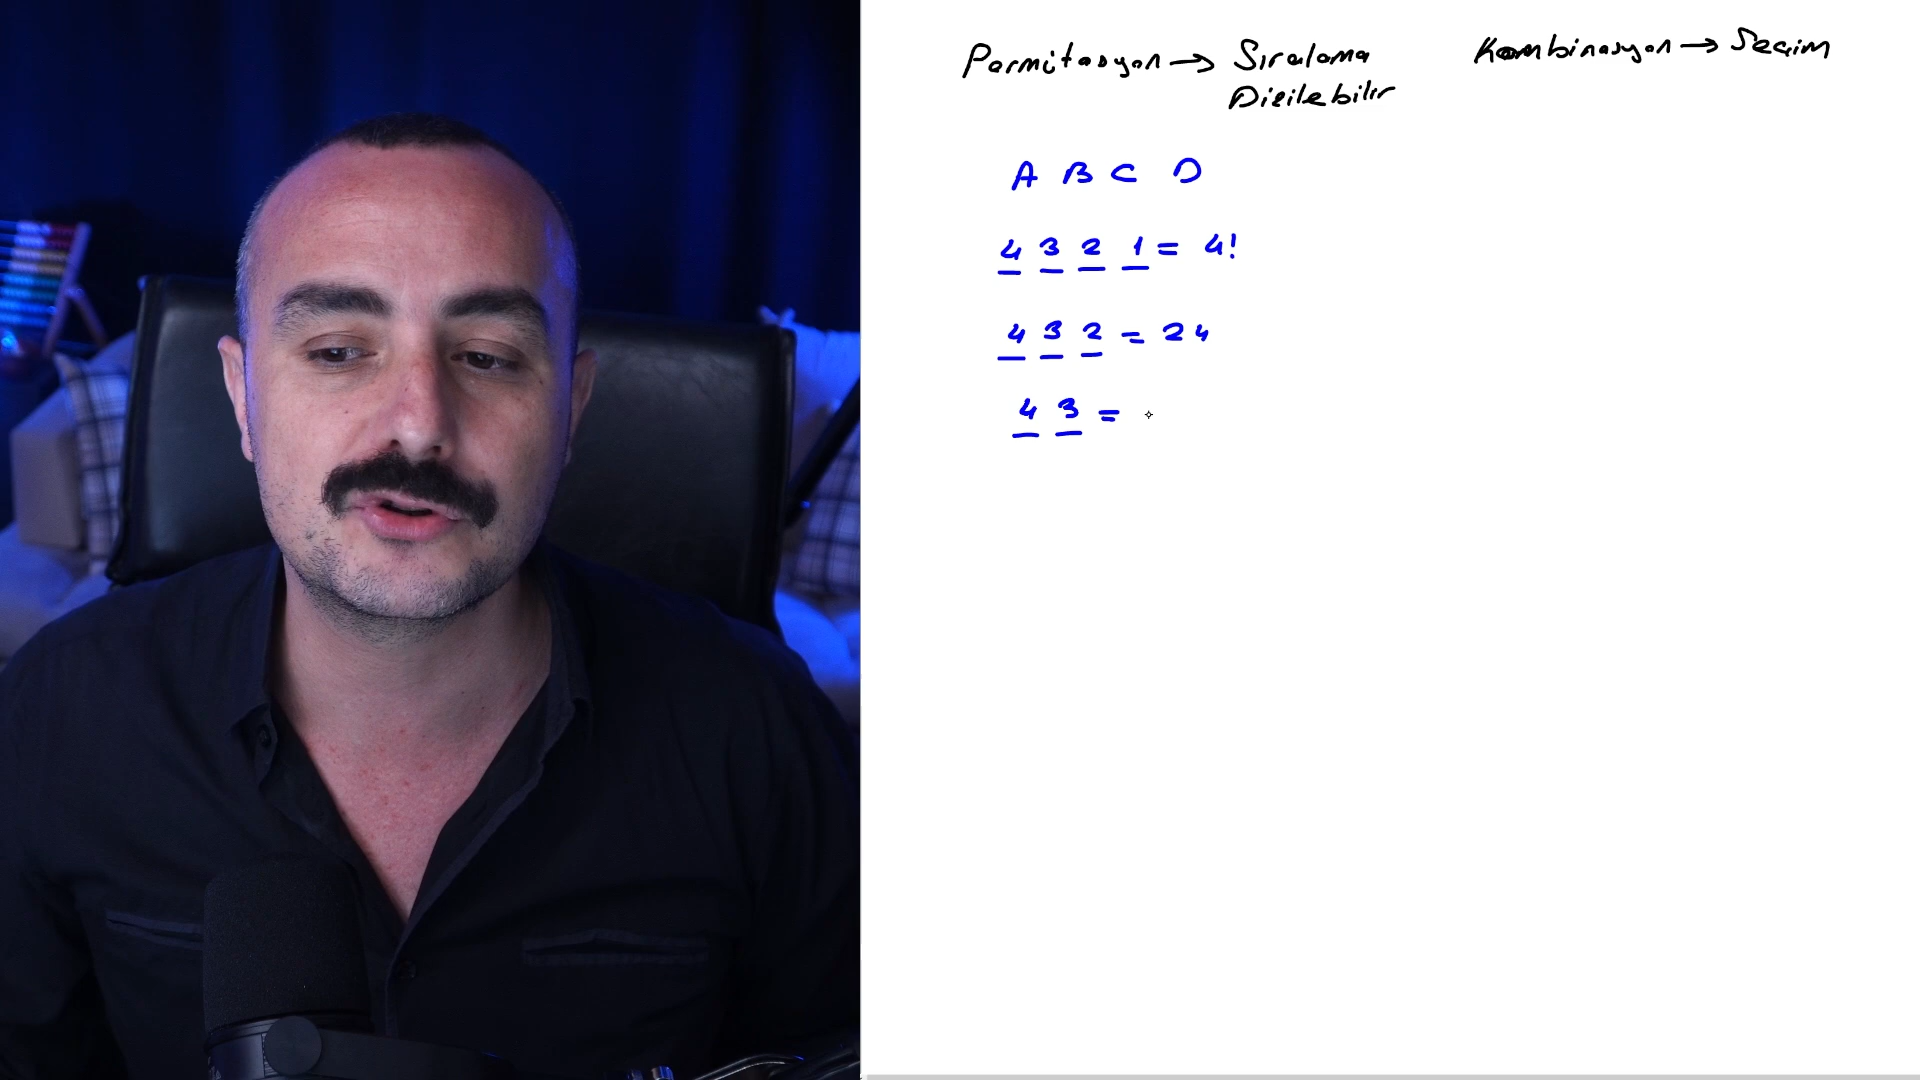 Permütasyon → Sıralama Kombinasyon → Seçim
Dizilebilir
A B C D
4 3 2 1 = 4!
4 3 2 = 24
4 3 =